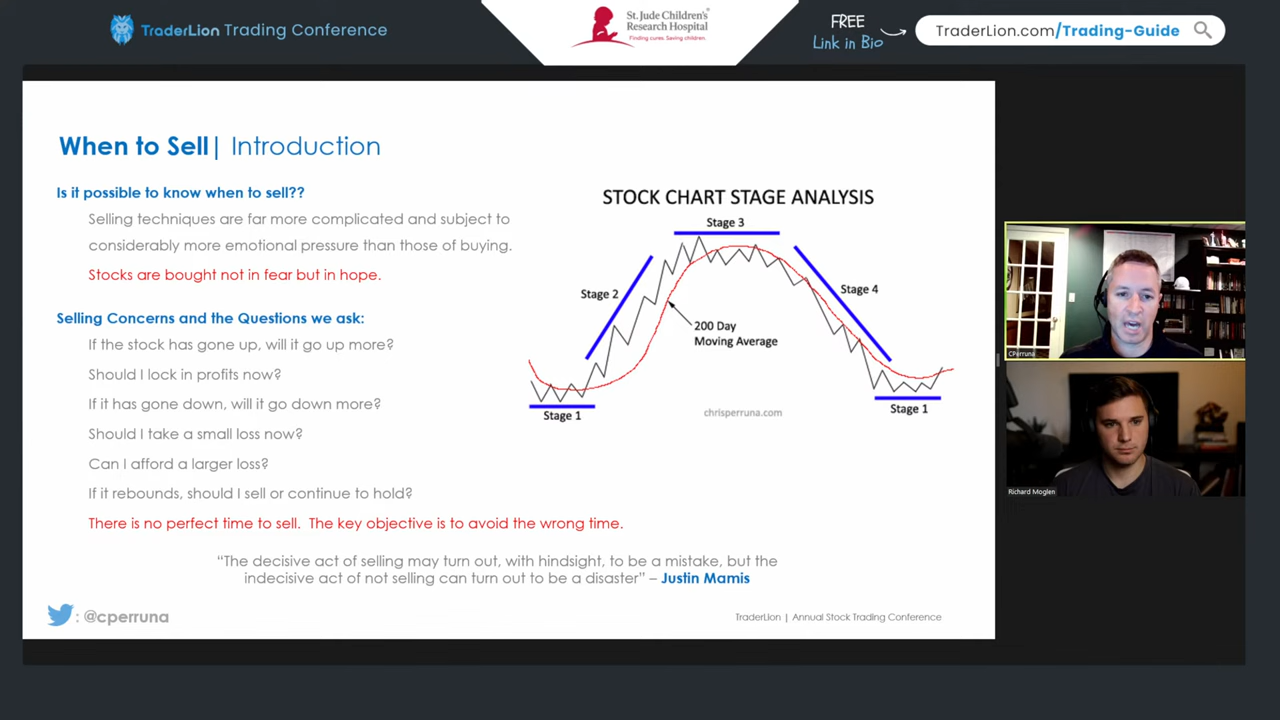 TraderLion Trading Conference
St. Jude Children's
Research Hospital
Finding cures. Saving children.
FREE
Link in Bio
TraderLion.com/Trading-Guide
When to Sell| Introduction
Is it possible to know when to sell??
Selling techniques are far more complicated and subject to
considerably more emotional pressure than those of buying.
Stocks are bought not in fear but in hope.
Selling Concerns and the Questions we ask:
If the stock has gone up, will it go up more?
Should I lock in profits now?
If it has gone down, will it go down more?
Should I take a small loss now?
Can I afford a larger loss?
If it rebounds, should I sell or continue to hold?
There is no perfect time to sell. The key objective is to avoid the wrong time.
STOCK CHART STAGE ANALYSIS
Stage 3
Stage 2
Stage 4
200 Day
Moving Average
Stage 1
Stage 1
chrisperruna.com
“The decisive act of selling may turn out, with hindsight, to be a mistake, but the
indecisive act of not selling can turn out to be a disaster” – Justin Mamis
: @cperruna
TraderLion | Annual Stock Trading Conference
CPerruna
Richard Moglen